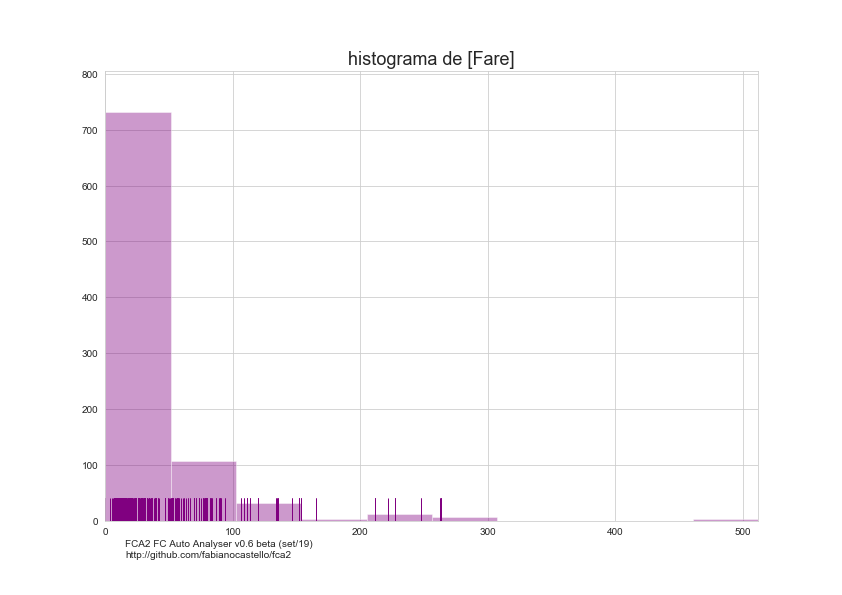 histograma de [Fare]
800
700
600
500
400
300
200
100
0
0 100 200 300 400 500
FCA2 FC Auto Analyser v0.6 beta (set/19)
http://github.com/fabianocastello/fca2